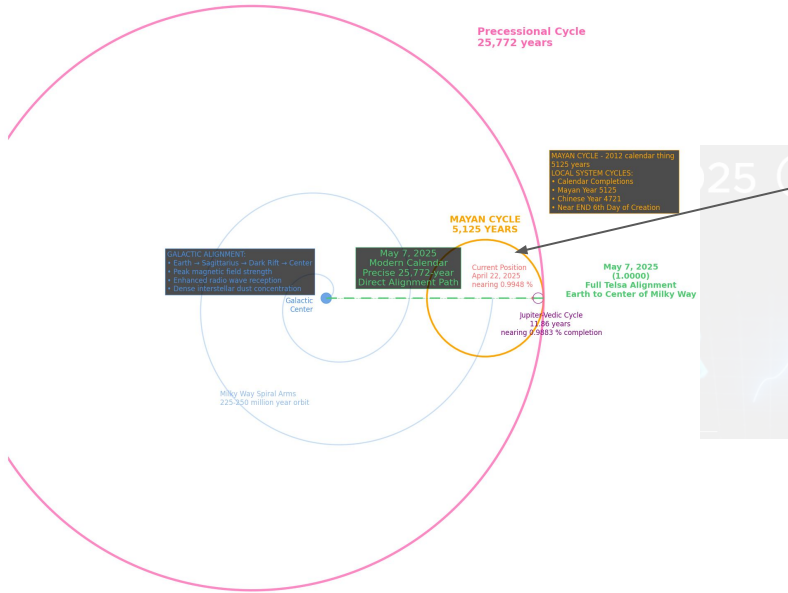 Precessional Cycle
25,772 years
MAYAN CYCLE - 2012 calendar thing
5125 years
LOCAL SYSTEM CYCLES:
• Calendar Completions
• Mayan Year 5125
• Chinese Year 4721
• Near END 6th Day of Creation
25
MAYAN CYCLE
5,125 YEARS
GALACTIC ALIGNMENT:
• Earth → Sagittarius → Dark Rift → Center
• Peak magnetic field strength
• Enhanced radio wave reception
• Dense interstellar dust concentration
May 7, 2025
Modern Calendar
Precise 25,772-year
Direct Alignment Path
Current Position
April 22, 2025
nearing 0.9948 %
May 7, 2025
(1.0000)
Full Telsa Alignment
Earth to Center of Milky Way
Galactic
Center
Jupiter-Vedic Cycle
11.86 years
nearing 0.9883 % completion
Milky Way Spiral Arms
225-250 million year orbit